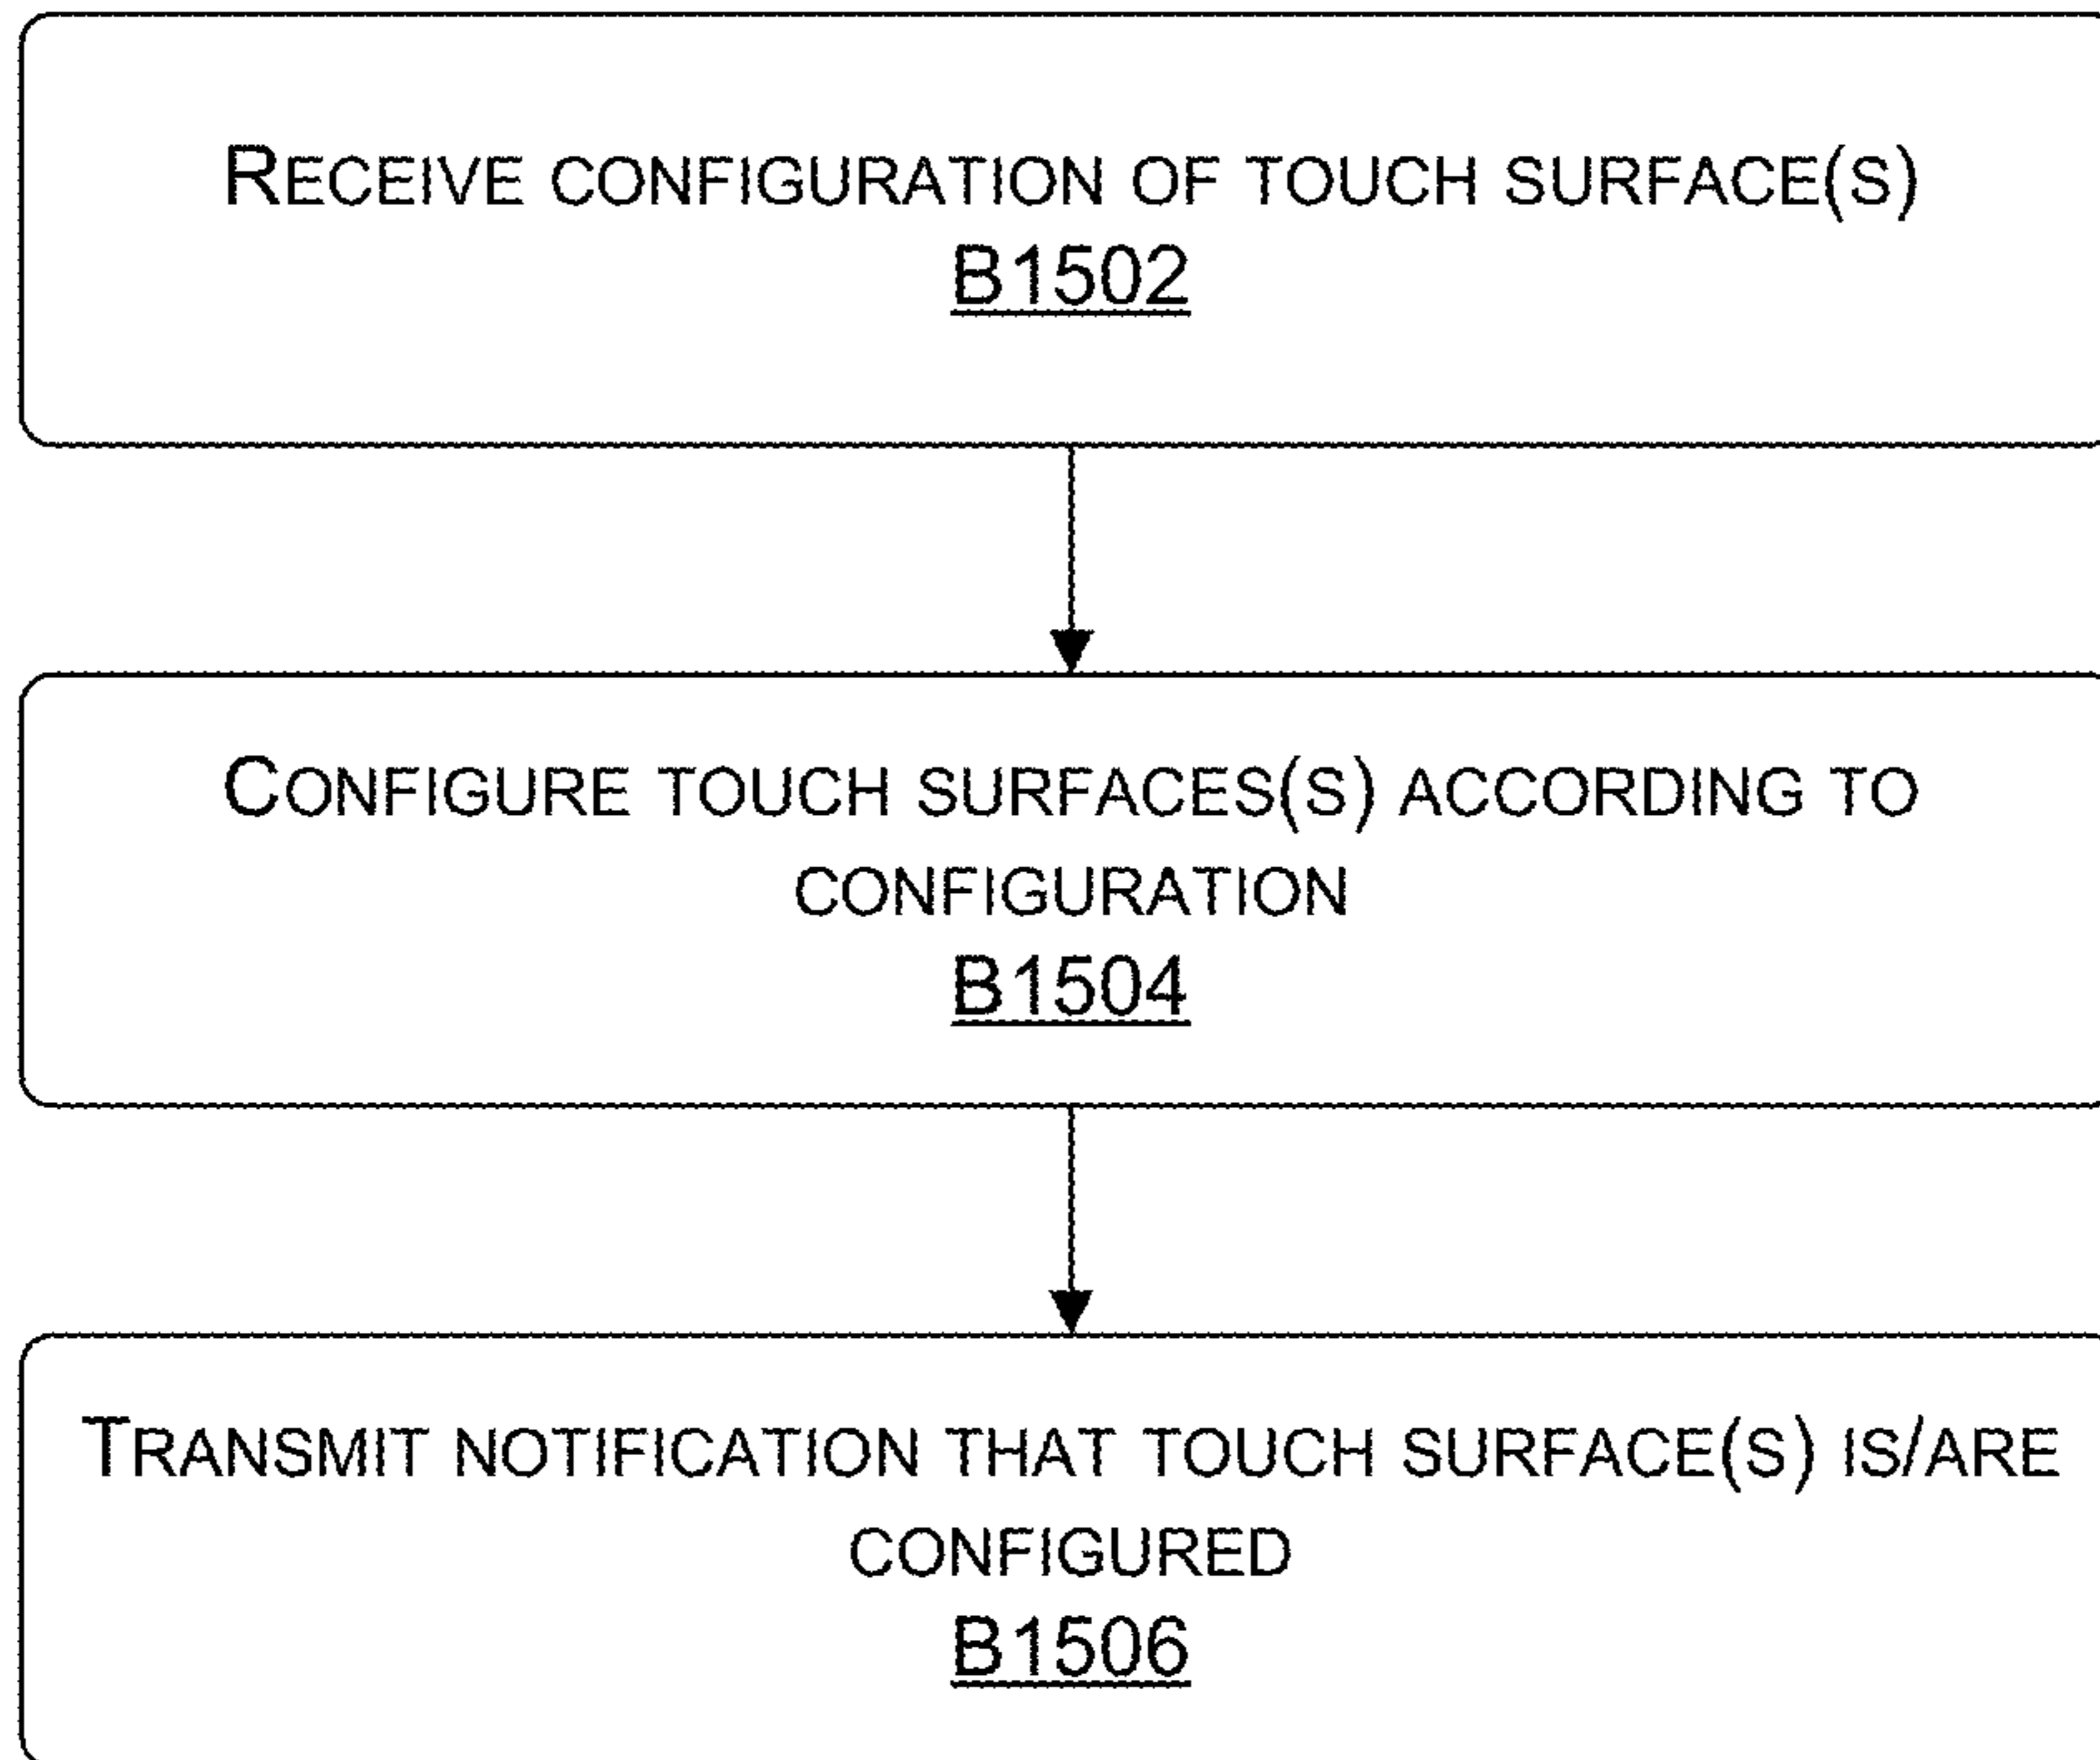 RECEIVE CONFIGURATION OF TOUCH SURFACE(S)
B1502
CONFIGURE TOUCH SURFACES(S) ACCORDING TO
CONFIGURATION
B1504
TRANSMIT NOTIFICATION THAT TOUCH SURFACE(S) IS/ARE
CONFIGURED
B1506